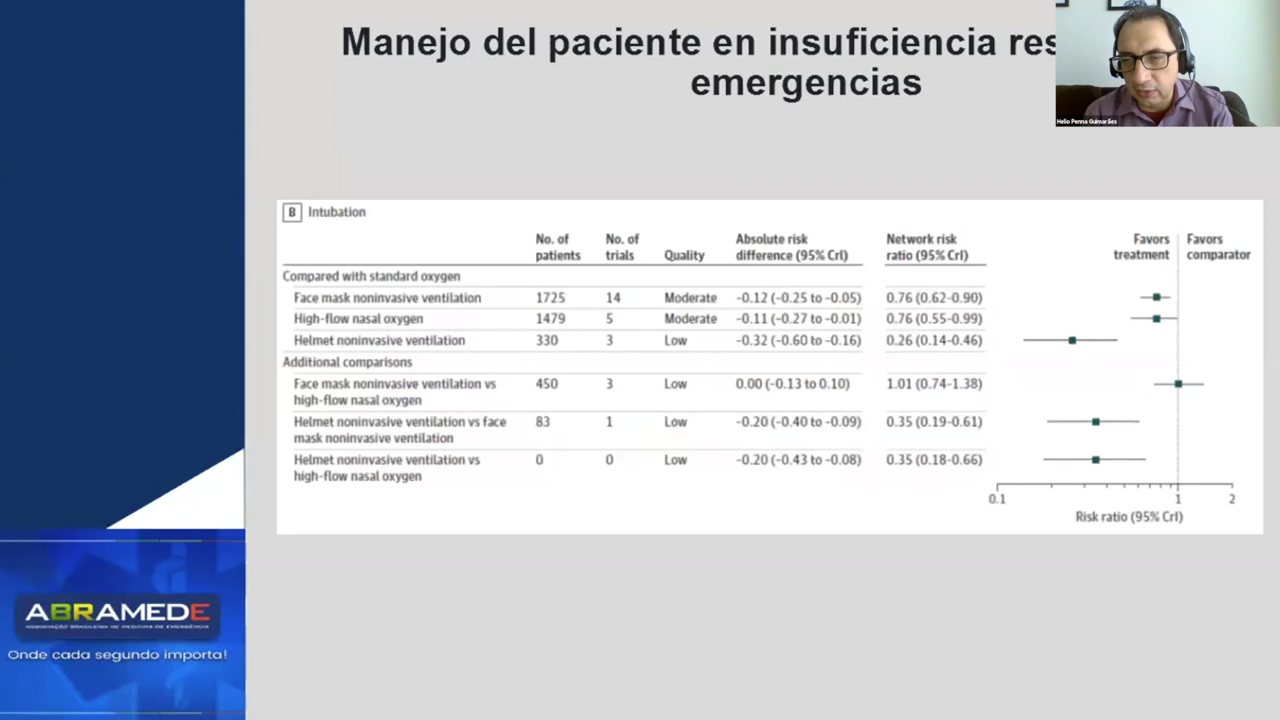 Manejo del paciente en insuficiencia res
emergencias
Helio Penna Guimarães
B Intubation
No. of patients No. of trials Quality Absolute risk difference (95% CrI) Network risk ratio (95% CrI) Favors treatment Favors comparator
Compared with standard oxygen
Face mask noninvasive ventilation 1725 14 Moderate -0.12 (-0.25 to -0.05) 0.76 (0.62-0.90)
High-flow nasal oxygen 1479 5 Moderate -0.11 (-0.27 to -0.01) 0.76 (0.55-0.99)
Helmet noninvasive ventilation 330 3 Low -0.32 (-0.60 to -0.16) 0.26 (0.14-0.46)
Additional comparisons
Face mask noninvasive ventilation vs high-flow nasal oxygen 450 3 Low 0.00 (-0.13 to 0.10) 1.01 (0.74-1.38)
Helmet noninvasive ventilation vs face mask noninvasive ventilation 83 1 Low -0.20 (-0.40 to -0.09) 0.35 (0.19-0.61)
Helmet noninvasive ventilation vs high-flow nasal oxygen 0 0 Low -0.20 (-0.43 to -0.08) 0.35 (0.18-0.66)
0.1 1 2
Risk ratio (95% CrI)
ABRAMEDE
ASSOCIAÇÃO BRASILEIRA DE MEDICINA DE EMERGÊNCIA
Onde cada segundo importa!